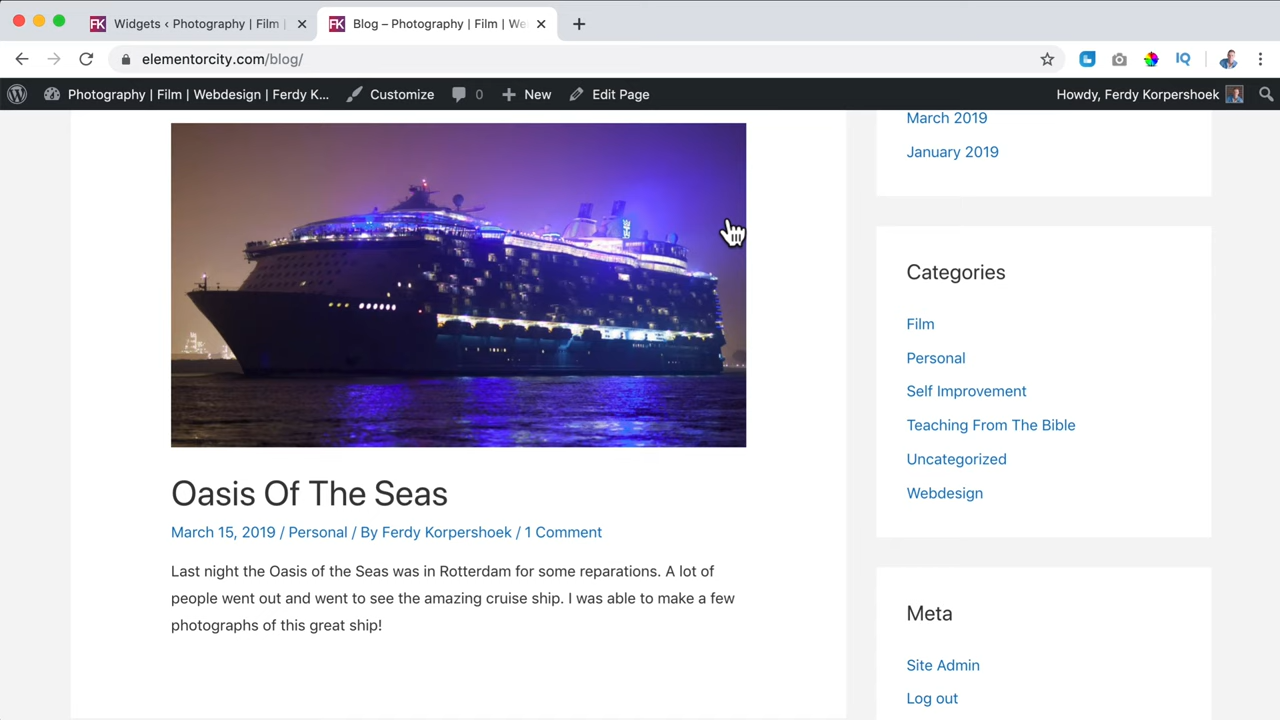 FK Widgets ‹ Photography | Film |
FK Blog – Photography | Film | We
elementorcity.com/blog/
IQ
Photography | Film | Webdesign | Ferdy K...
Customize
0
New
Edit Page
Howdy, Ferdy Korpershoek
March 2019
January 2019
Categories
Film
Personal
Self Improvement
Teaching From The Bible
Uncategorized
Webdesign
Oasis Of The Seas
March 15, 2019 / Personal / By Ferdy Korpershoek / 1 Comment
Last night the Oasis of the Seas was in Rotterdam for some reparations. A lot of
people went out and went to see the amazing cruise ship. I was able to make a few
photographs of this great ship!
Meta
Site Admin
Log out